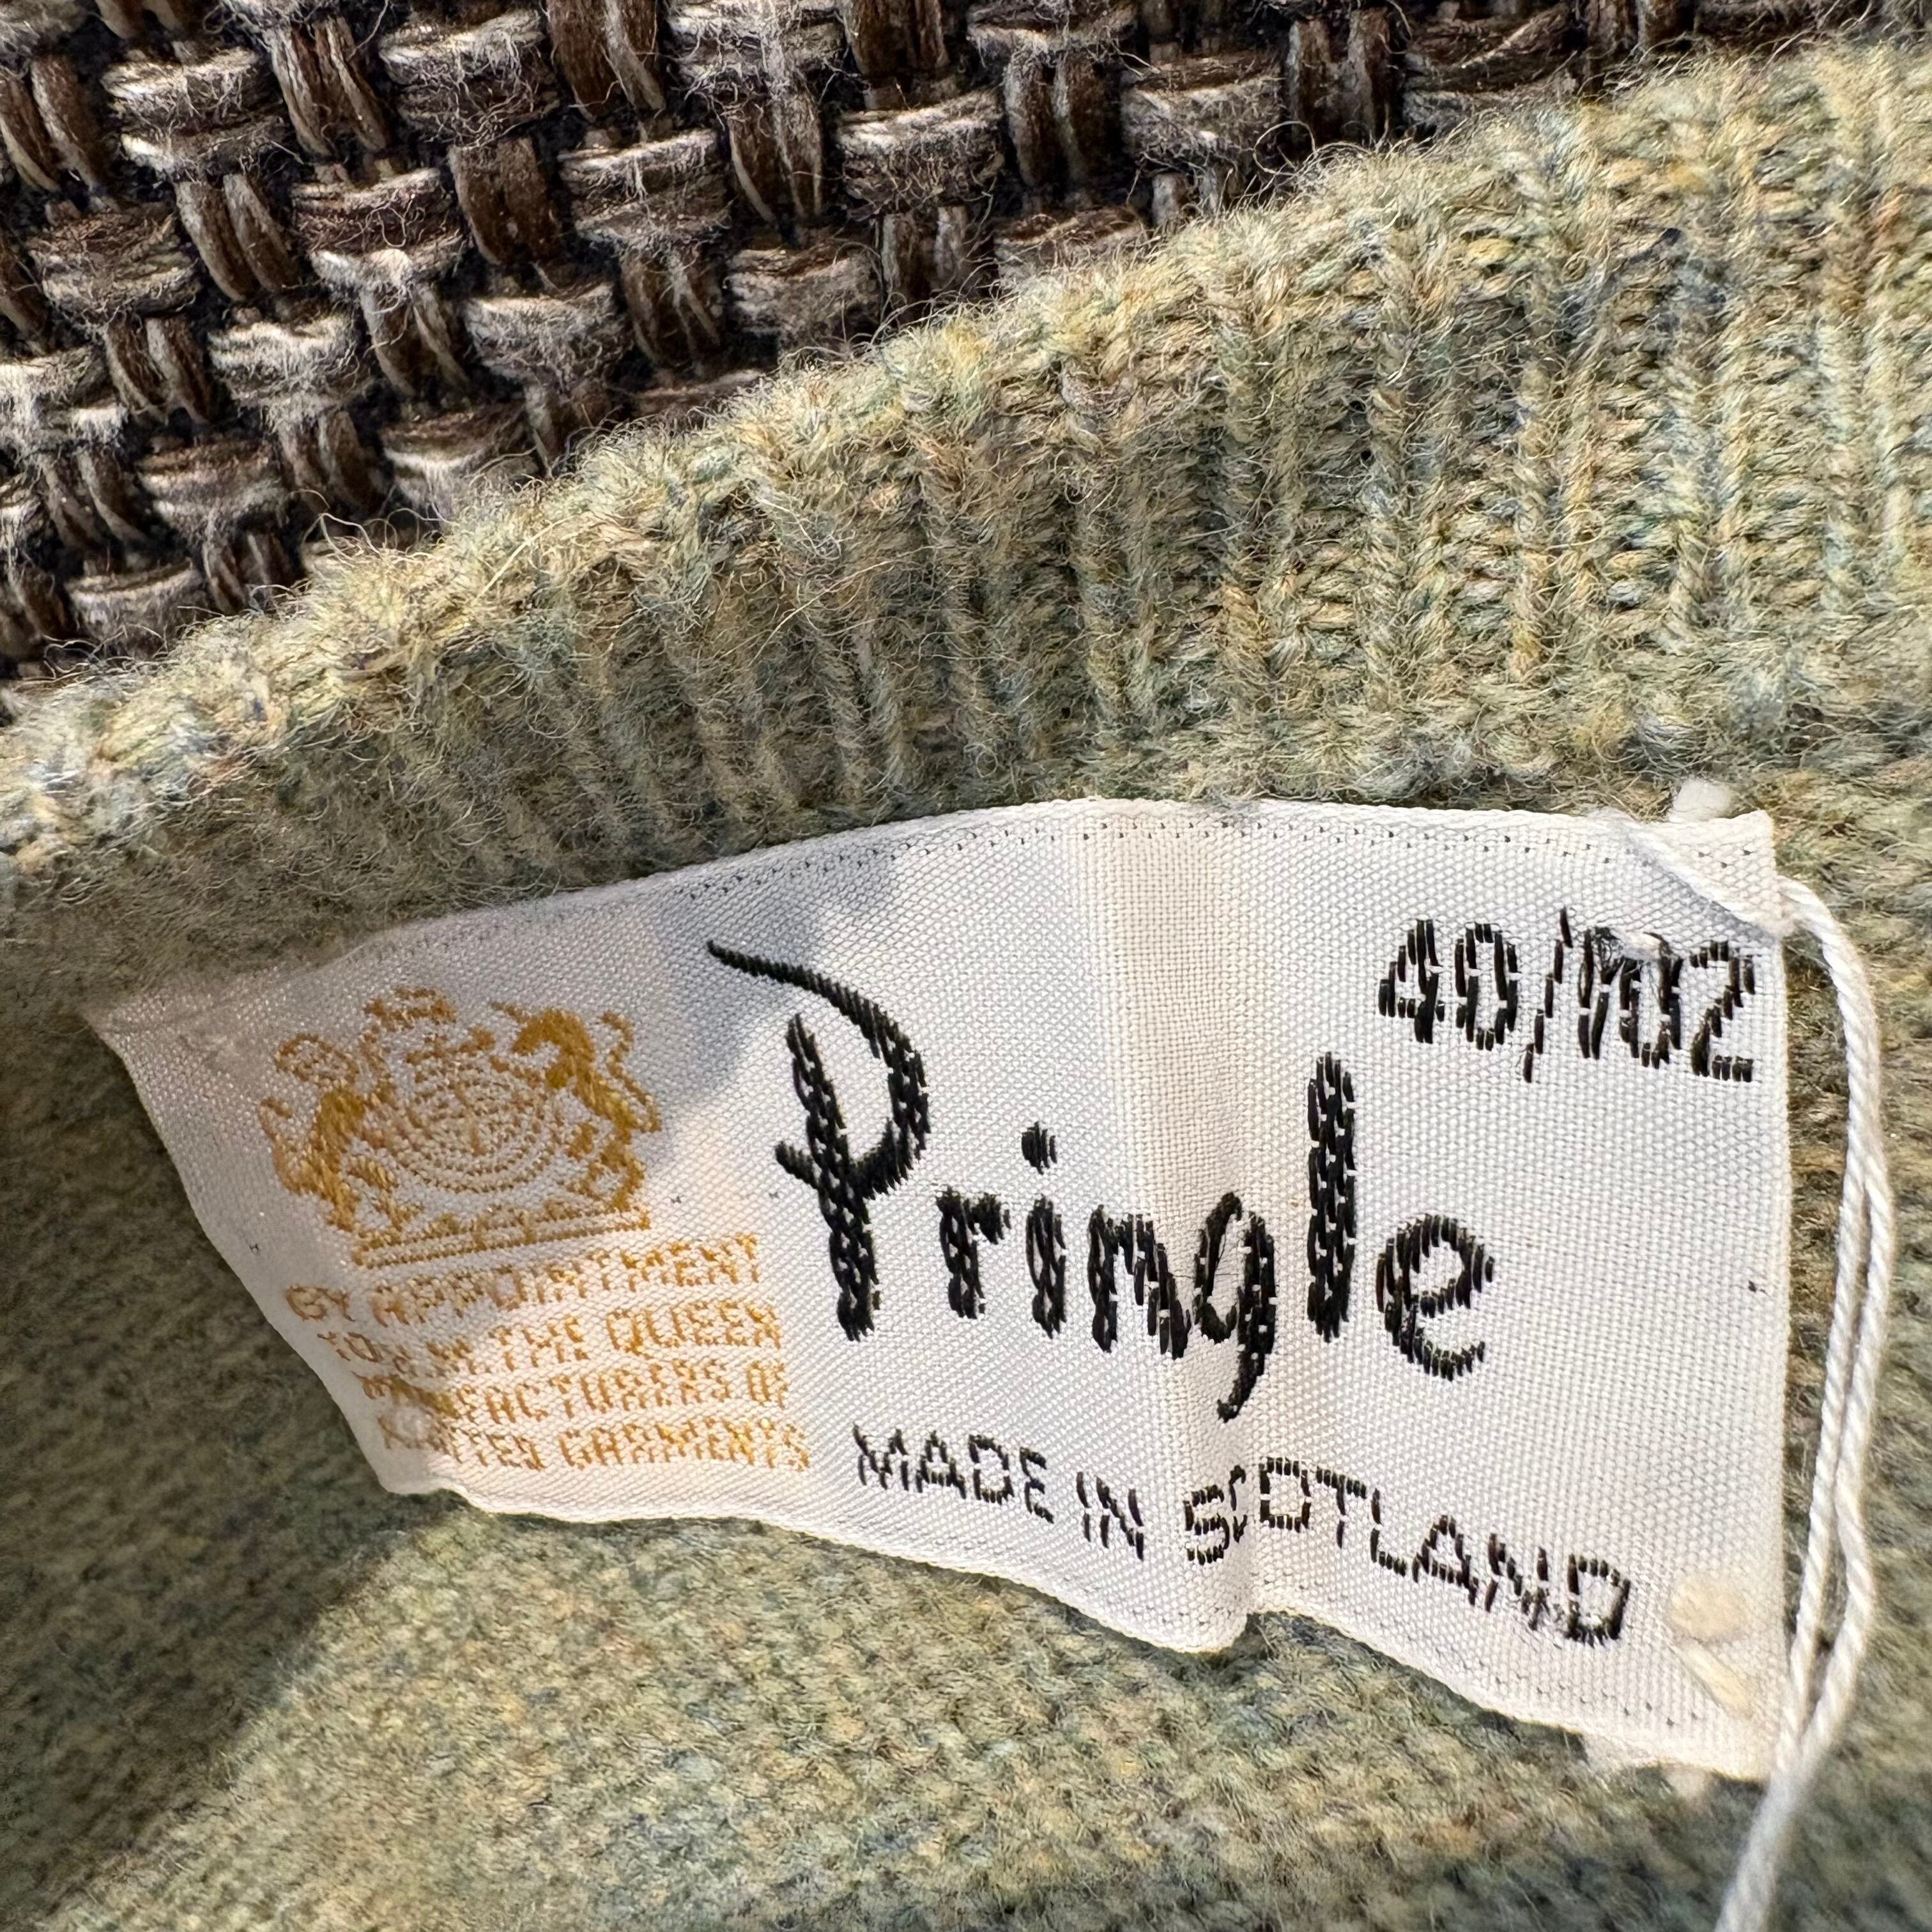 BY APPOINTMENT
TO H.M. THE QUEEN
MANUFACTURERS OF
KNITTED GARMENTS
Pringle
40/102
MADE IN SCOTLAND